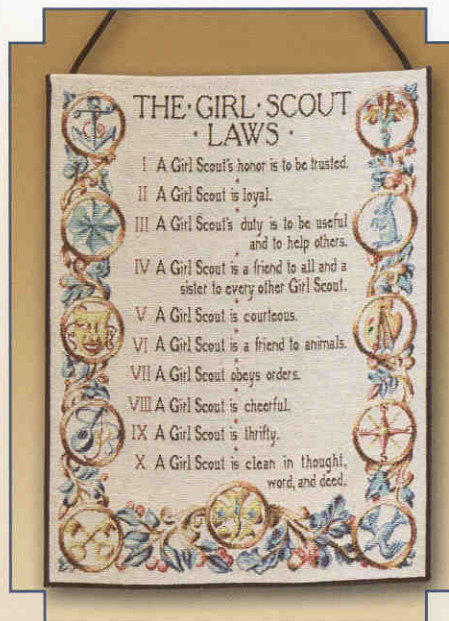 THE·GIRL·SCOUT
·LAWS·
I A Girl Scout's honor is to be trusted.
II A Girl Scout is loyal.
III A Girl Scout's duty is to be useful
and to help others.
IV A Girl Scout is a friend to all and a
sister to every other Girl Scout.
V A Girl Scout is courteous.
VI A Girl Scout is a friend to animals.
VII A Girl Scout obeys orders.
VIII A Girl Scout is cheerful.
IX A Girl Scout is thrifty.
X A Girl Scout is clean in thought,
word, and deed.